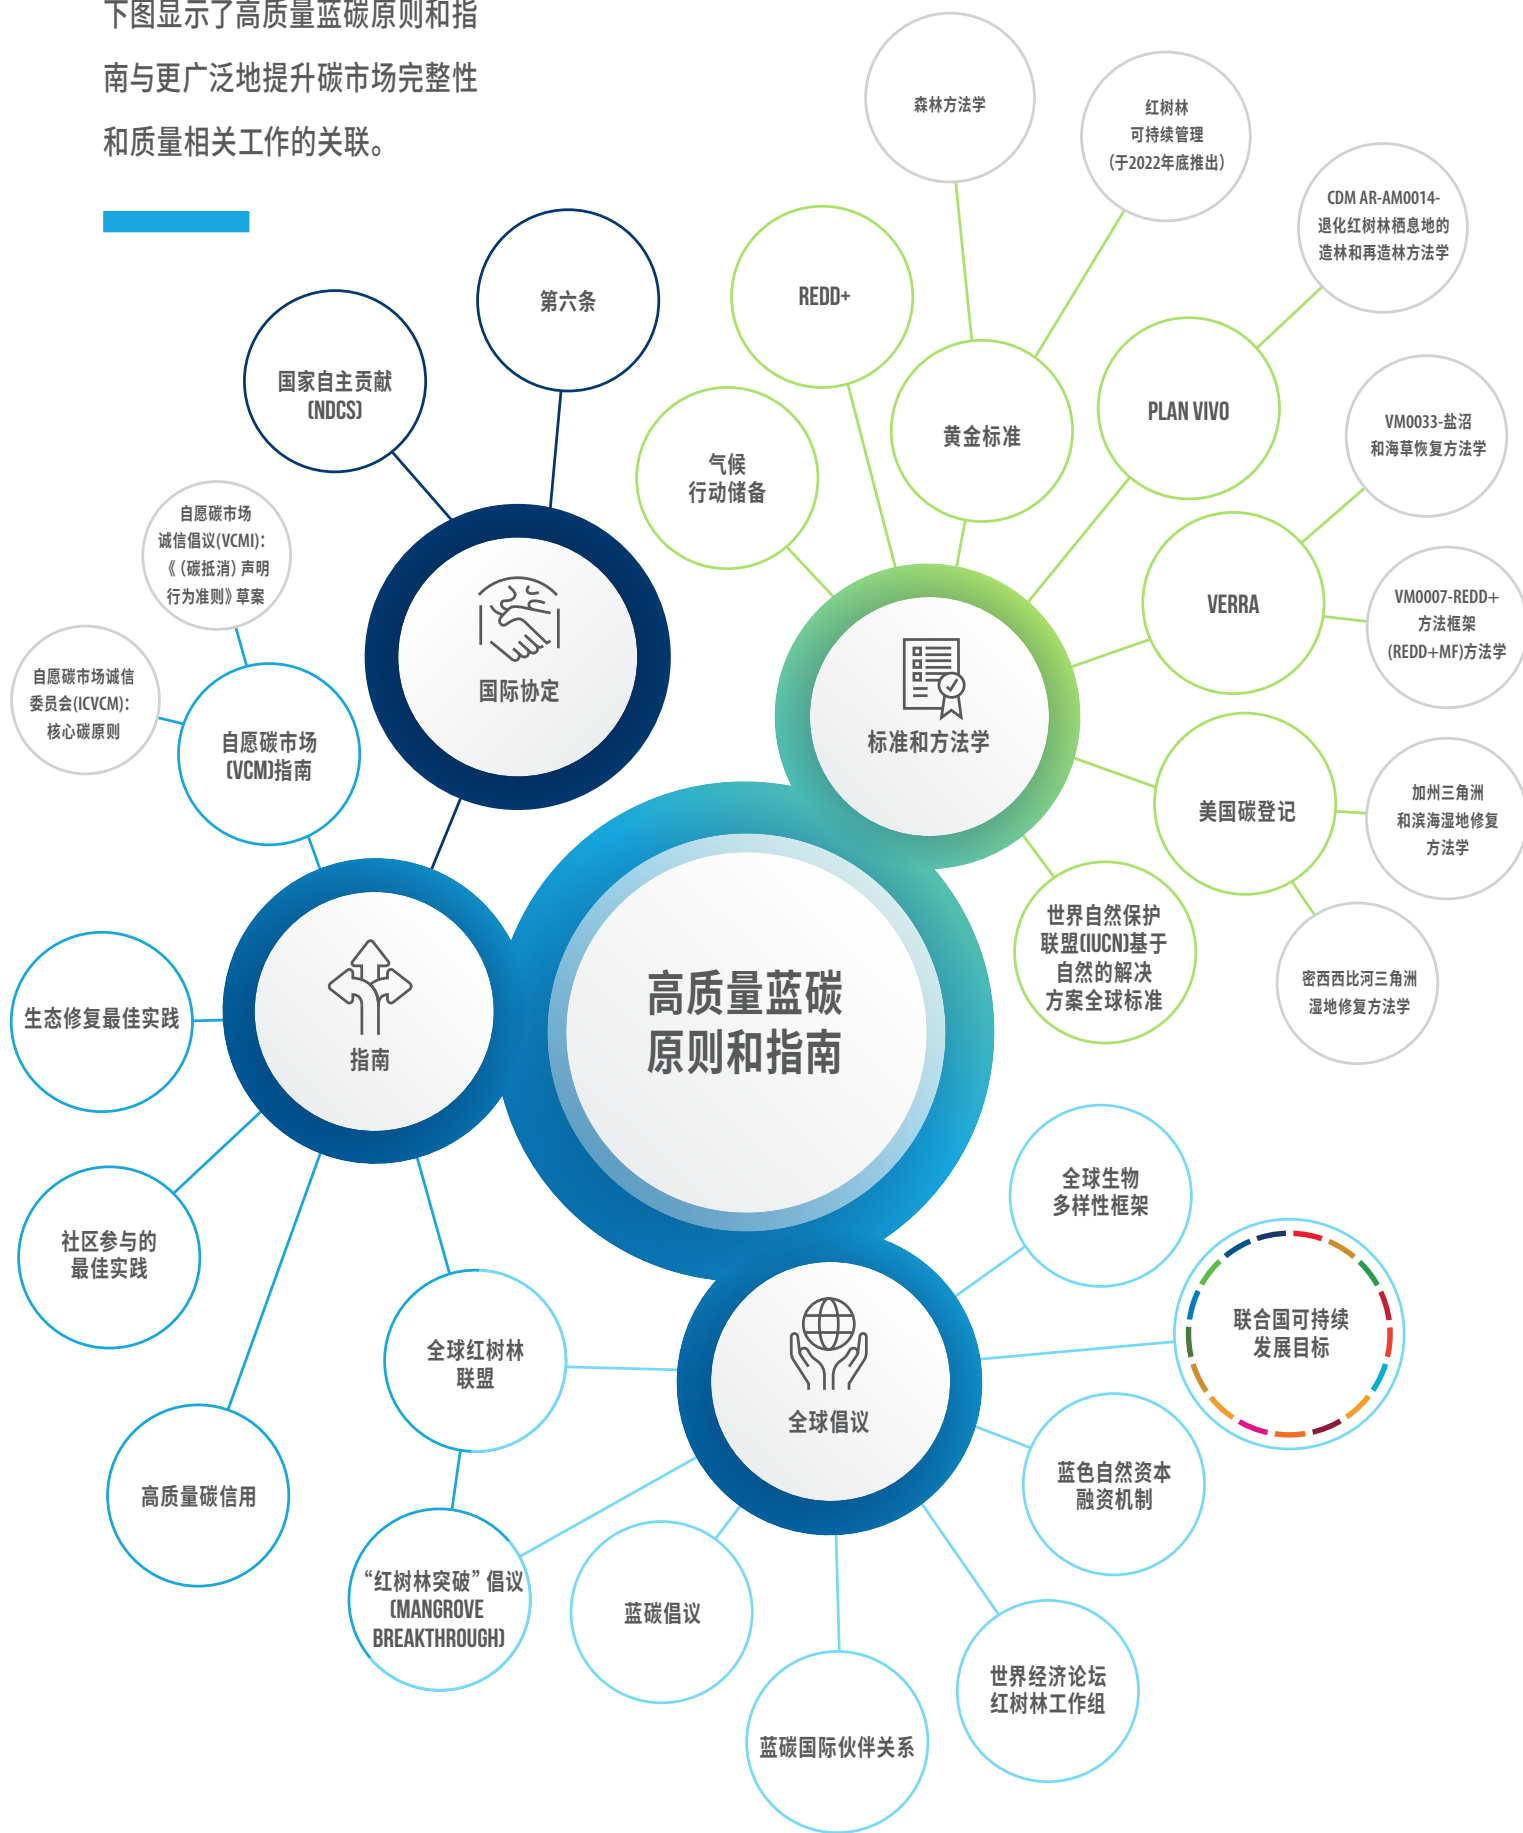 下图显示了高质量蓝碳原则和指
南与更广泛地提升碳市场完整性
和质量相关工作的关联。
森林方法学
红树林
可持续管理
（于2022年底推出）
CDM AR-AM0014-
退化红树林栖息地的
造林和再造林方法学
第六条
REDD+
国家自主贡献
(NDCS)
黄金标准
PLAN VIVO
VM0033-盐沼
和海草恢复方法学
气候
行动储备
自愿碳市场
诚信倡议(VCMI)：
《（碳抵消）声明
行为准则》草案
VERRA
VM0007-REDD+
方法框架
(REDD+MF)方法学
自愿碳市场诚信
委员会(ICVCM)：
核心碳原则
国际协定
自愿碳市场
(VCM)指南
标准和方法学
美国碳登记
加州三角洲
和滨海湿地修复
方法学
世界自然保护
联盟(IUCN)基于
自然的解决
方案全球标准
密西西比河三角洲
湿地修复方法学
高质量蓝碳
原则和指南
生态修复最佳实践
指南
社区参与的
最佳实践
全球生物
多样性框架
联合国可持续
发展目标
全球红树林
联盟
全球倡议
蓝色自然资本
融资机制
高质量碳信用
“红树林突破”倡议
(MANGROVE
BREAKTHROUGH)
蓝碳倡议
世界经济论坛
红树林工作组
蓝碳国际伙伴关系